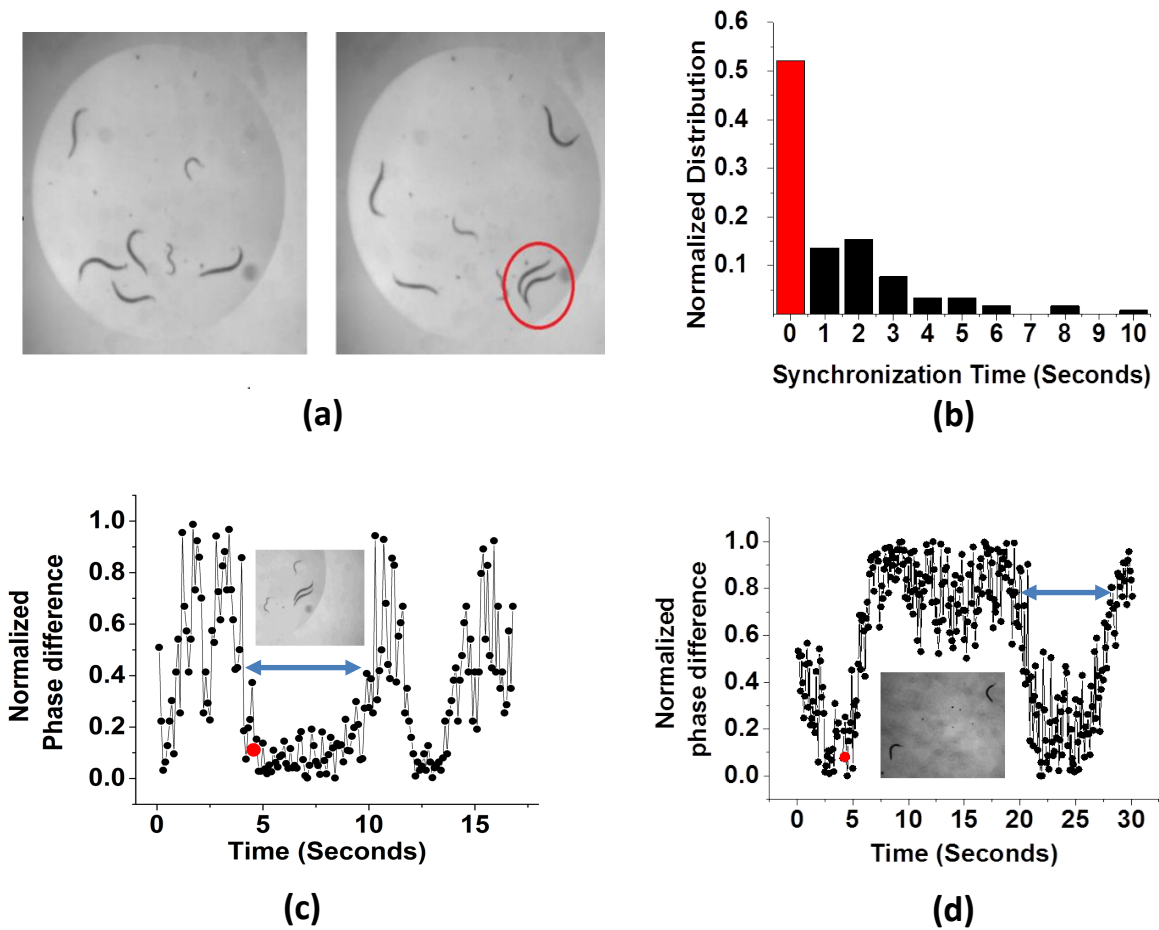 (a)
0.6
0.5
0.4
0.3
0.2
0.1
Normalized Distribution
0 1 2 3 4 5 6 7 8 9 10
Synchronization Time (Seconds)
(b)
1.0
0.8
0.6
0.4
0.2
0.0
Normalized
Phase difference
0 5 10 15
Time (Seconds)
(c)
1.0
0.8
0.6
0.4
0.2
0.0
Normalized
phase difference
0 5 10 15 20 25 30
Time (Seconds)
(d)